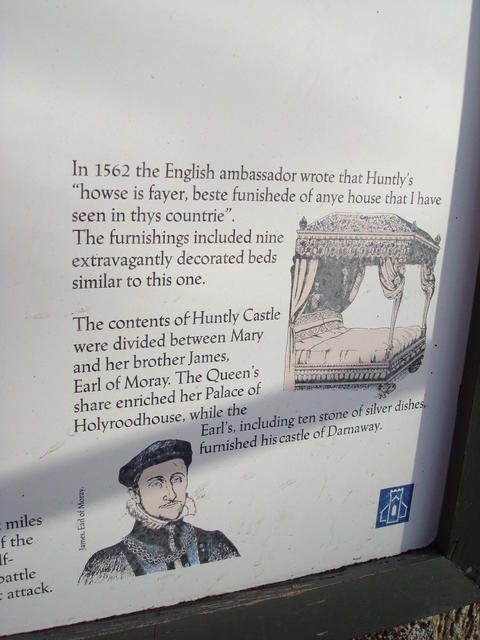 In 1562 the English ambassador wrote that Huntly's
"howse is fayer, beste funishede of anye house that I have
seen in thys countrie".
The furnishings included nine
extravagantly decorated beds
similar to this one.
The contents of Huntly Castle
were divided between Mary
and her brother James,
Earl of Moray. The Queen's
share enriched her Palace of
Holyroodhouse, while the
Earl's, including ten stone of silver dishes,
furnished his castle of Darnaway.
James, Earl of Moray.
miles
f the
lf-
battle
attack.